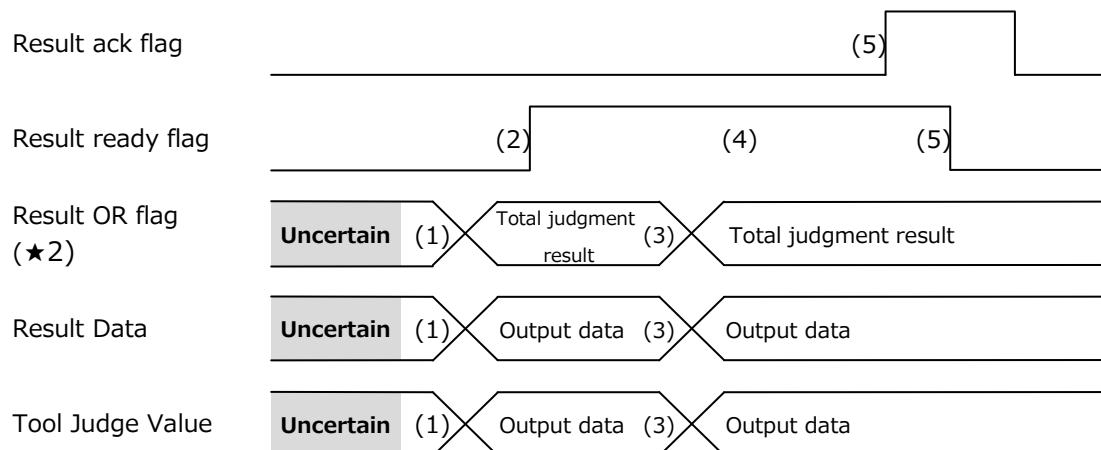 Result ack flag
(5)
Result ready flag
(2)
(4)
(5)
Result OR flag
(★2)
Uncertain
(1)
Total judgment
result
(3)
Total judgment result
Result Data
Uncertain
(1)
Output data
(3)
Output data
Tool Judge Value
Uncertain
(1)
Output data
(3)
Output data